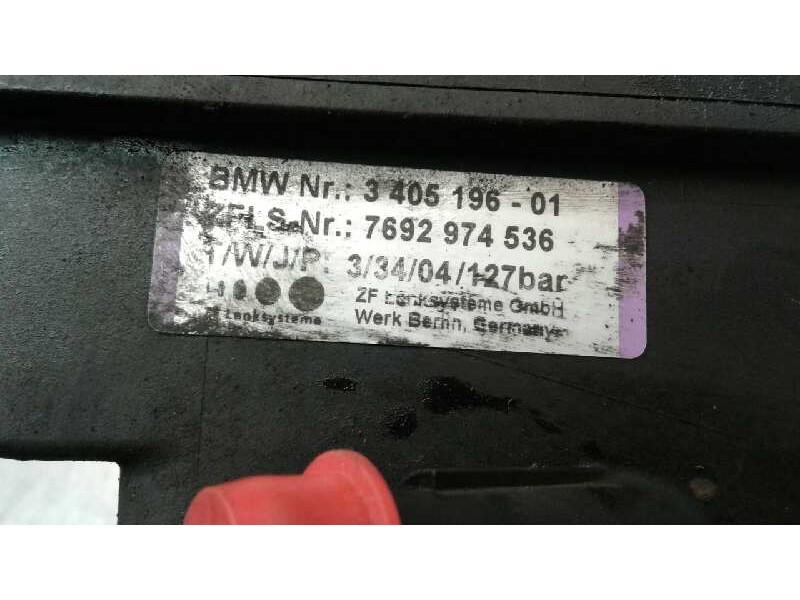 BMW Nr.: 3 405 196 - 01
ZFLS-Nr.: 7692 974 536
T/W/J/P: 3/34/04/127bar
ZF Lenksysteme GmbH
ZF Lenksysteme
Werk Berlin, Germany